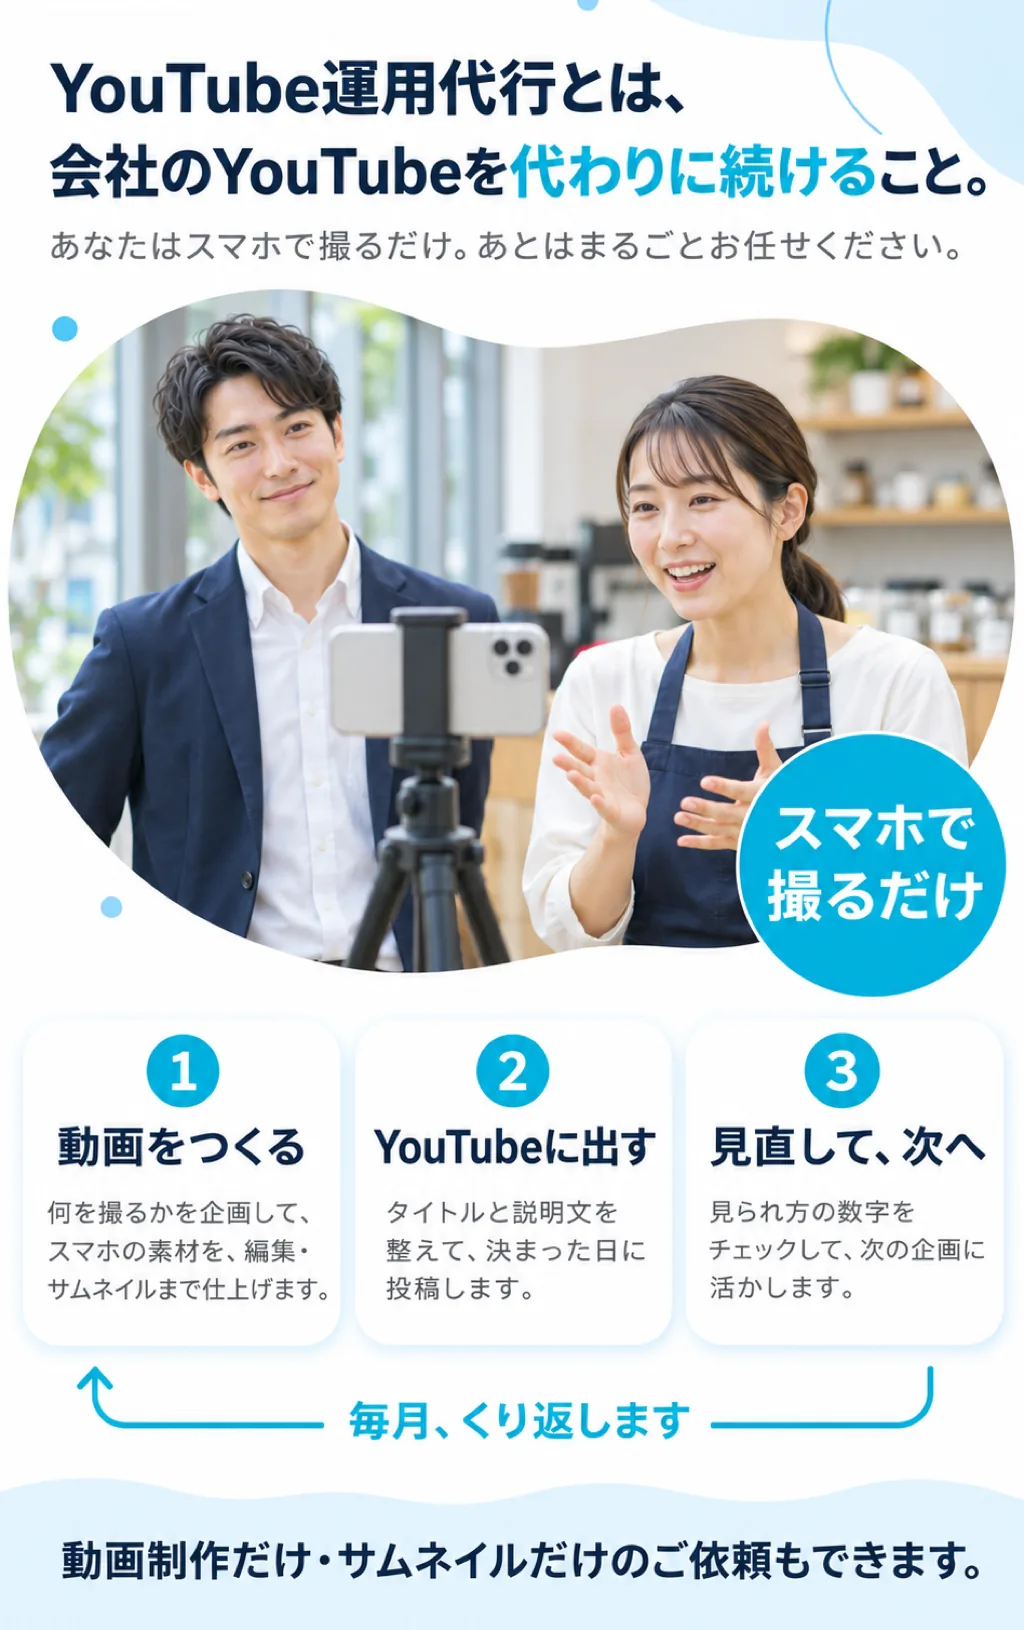 YouTube運用代行とは、
会社のYouTubeを代わりに続けること。
あなたはスマホで撮るだけ。あとはまるごとお任せください。
スマホで
撮るだけ
1
動画をつくる
何を撮るかを企画して、
スマホの素材を、編集・
サムネイルまで仕上げます。
2
YouTubeに出す
タイトルと説明文を
整えて、決まった日に
投稿します。
3
見直して、次へ
見られ方の数字を
チェックして、次の企画に
活かします。
毎月、くり返します
動画制作だけ・サムネイルだけのご依頼もできます。